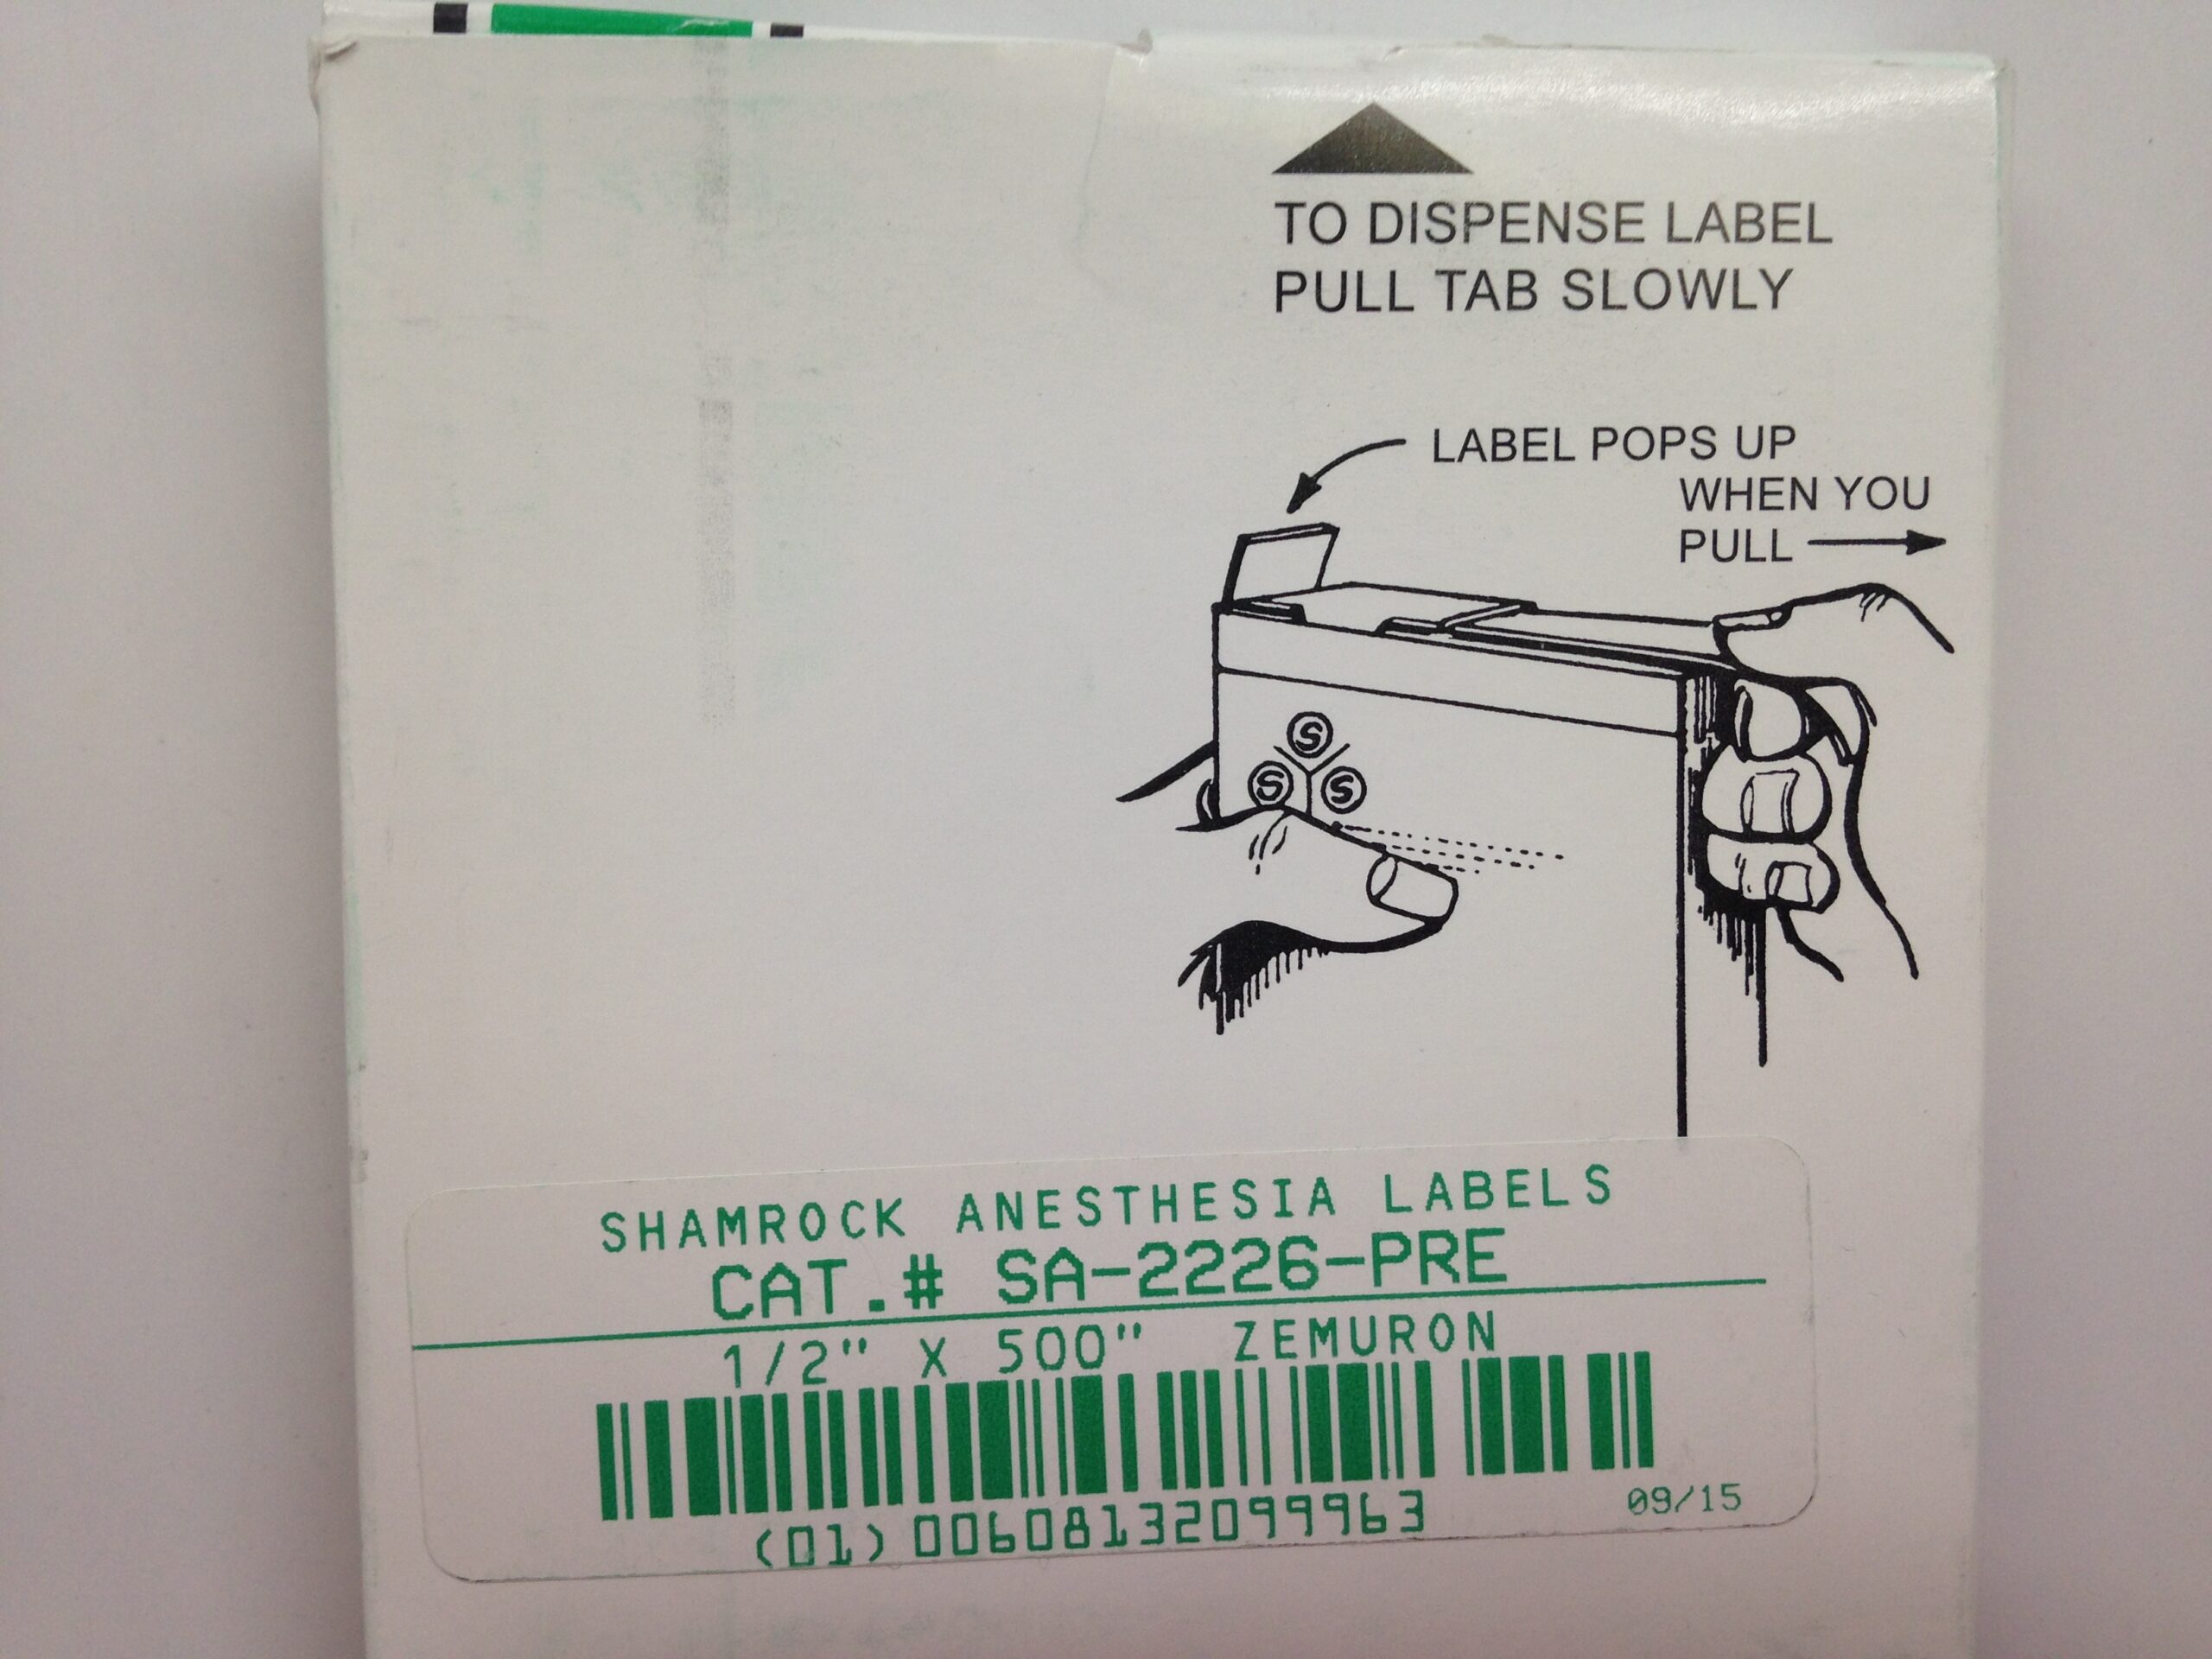 TO DISPENSE LABEL
PULL TAB SLOWLY
LABEL POPS UP
WHEN YOU
PULL
S
S S
SHAMROCK ANESTHESIA LABELS
CAT.# SA-2226-PRE
1/2" X 500" ZEMURON
(01)00608132099963
09/15